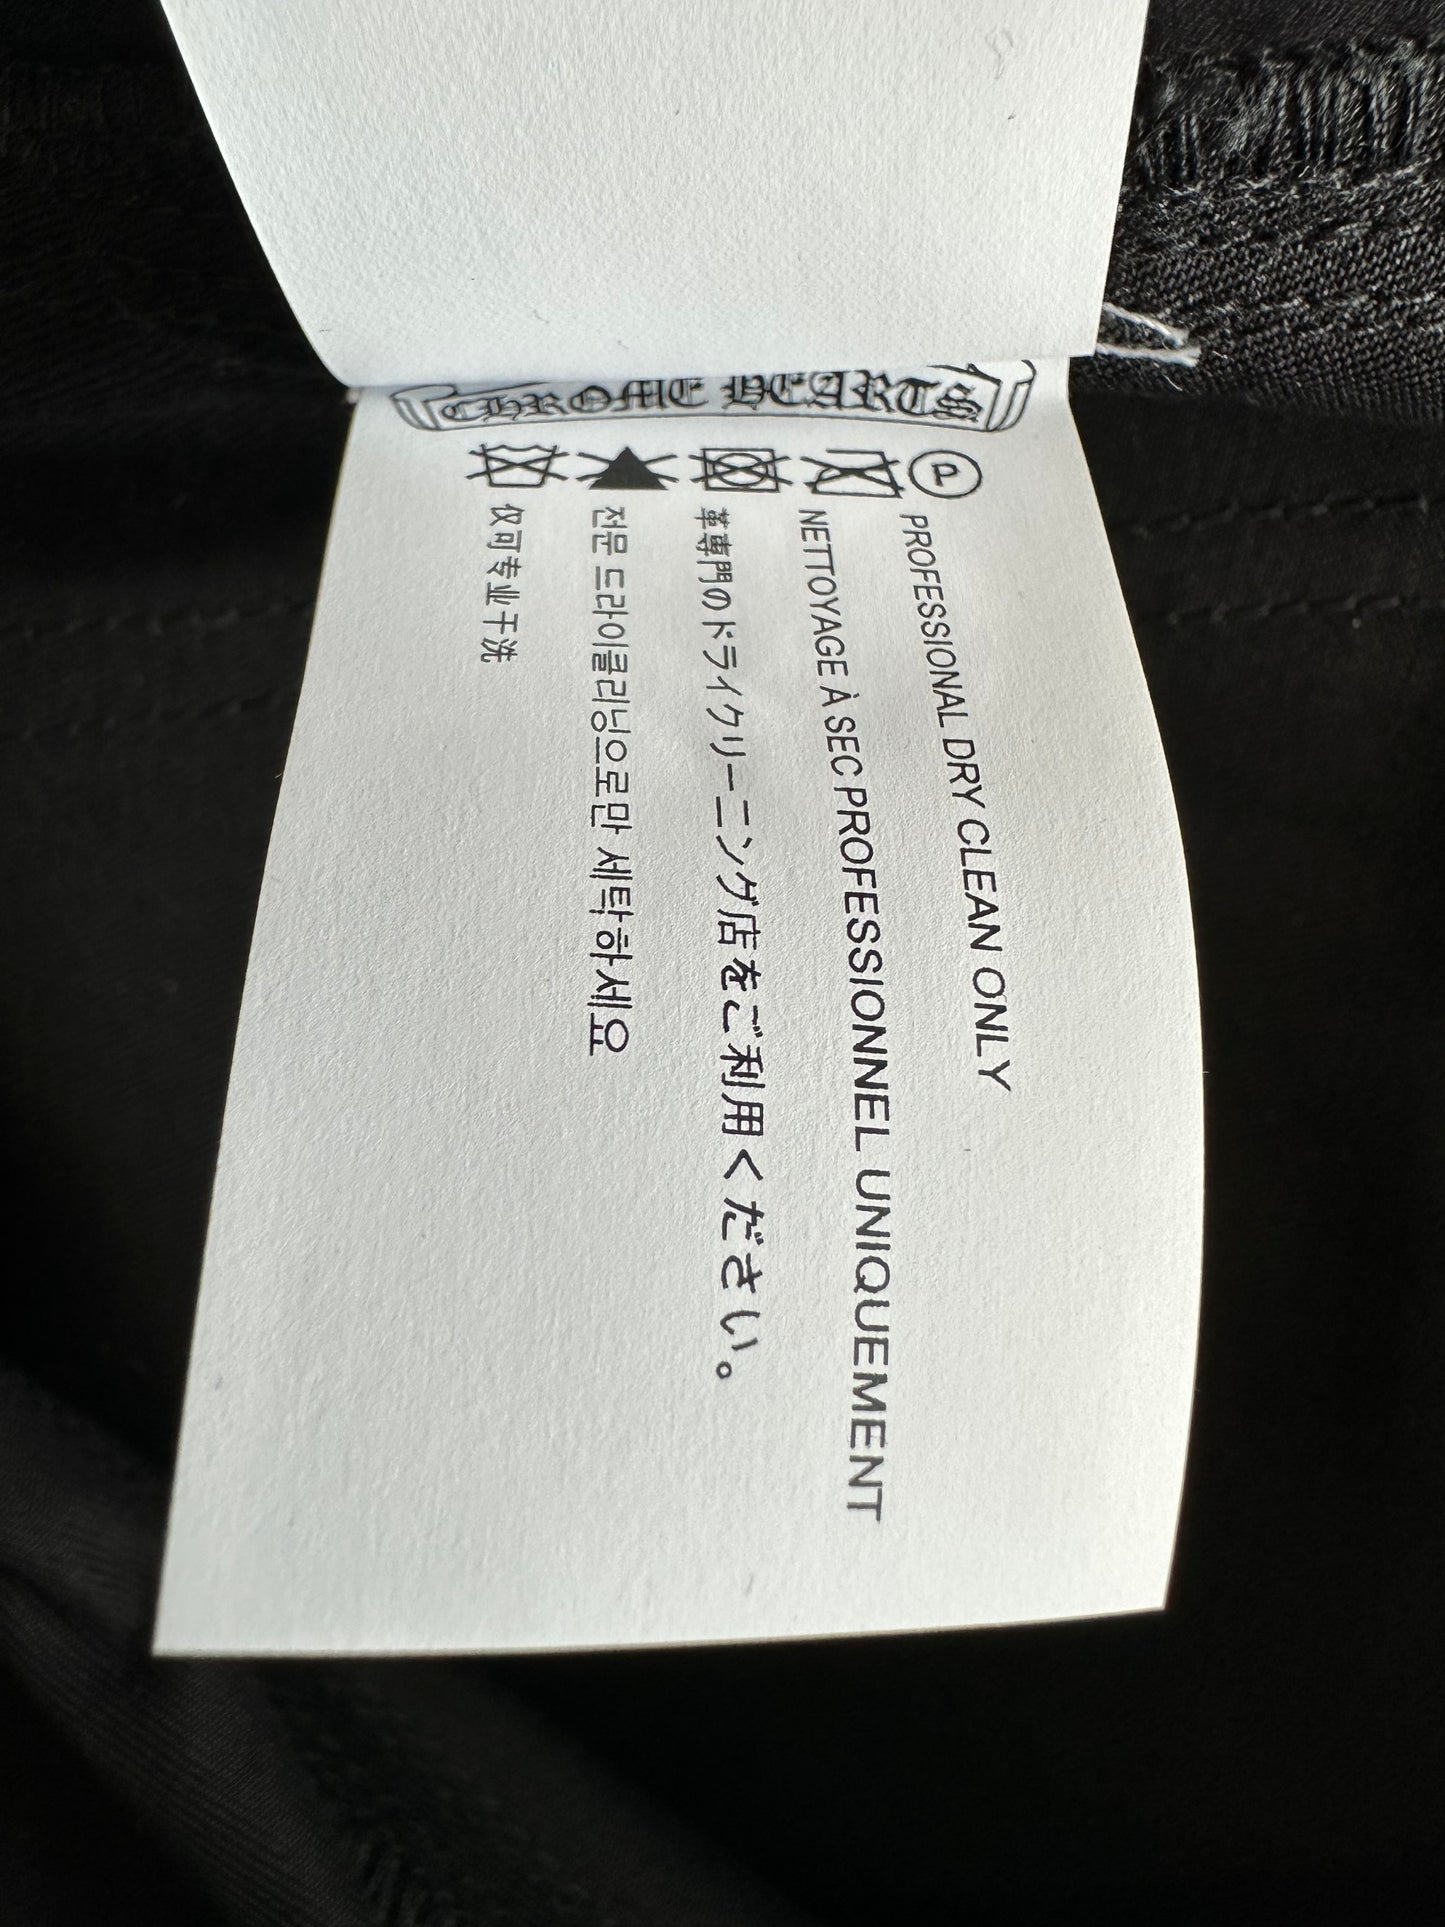 CHROME HEARTS
P
PROFESSIONAL DRY CLEAN ONLY
NETTOYAGE À SEC PROFESSIONNEL UNIQUEMENT
革専門のドライクリーニング店をご利用ください。
전문 드라이클리닝으로만 세탁하세요
仅可专业干洗